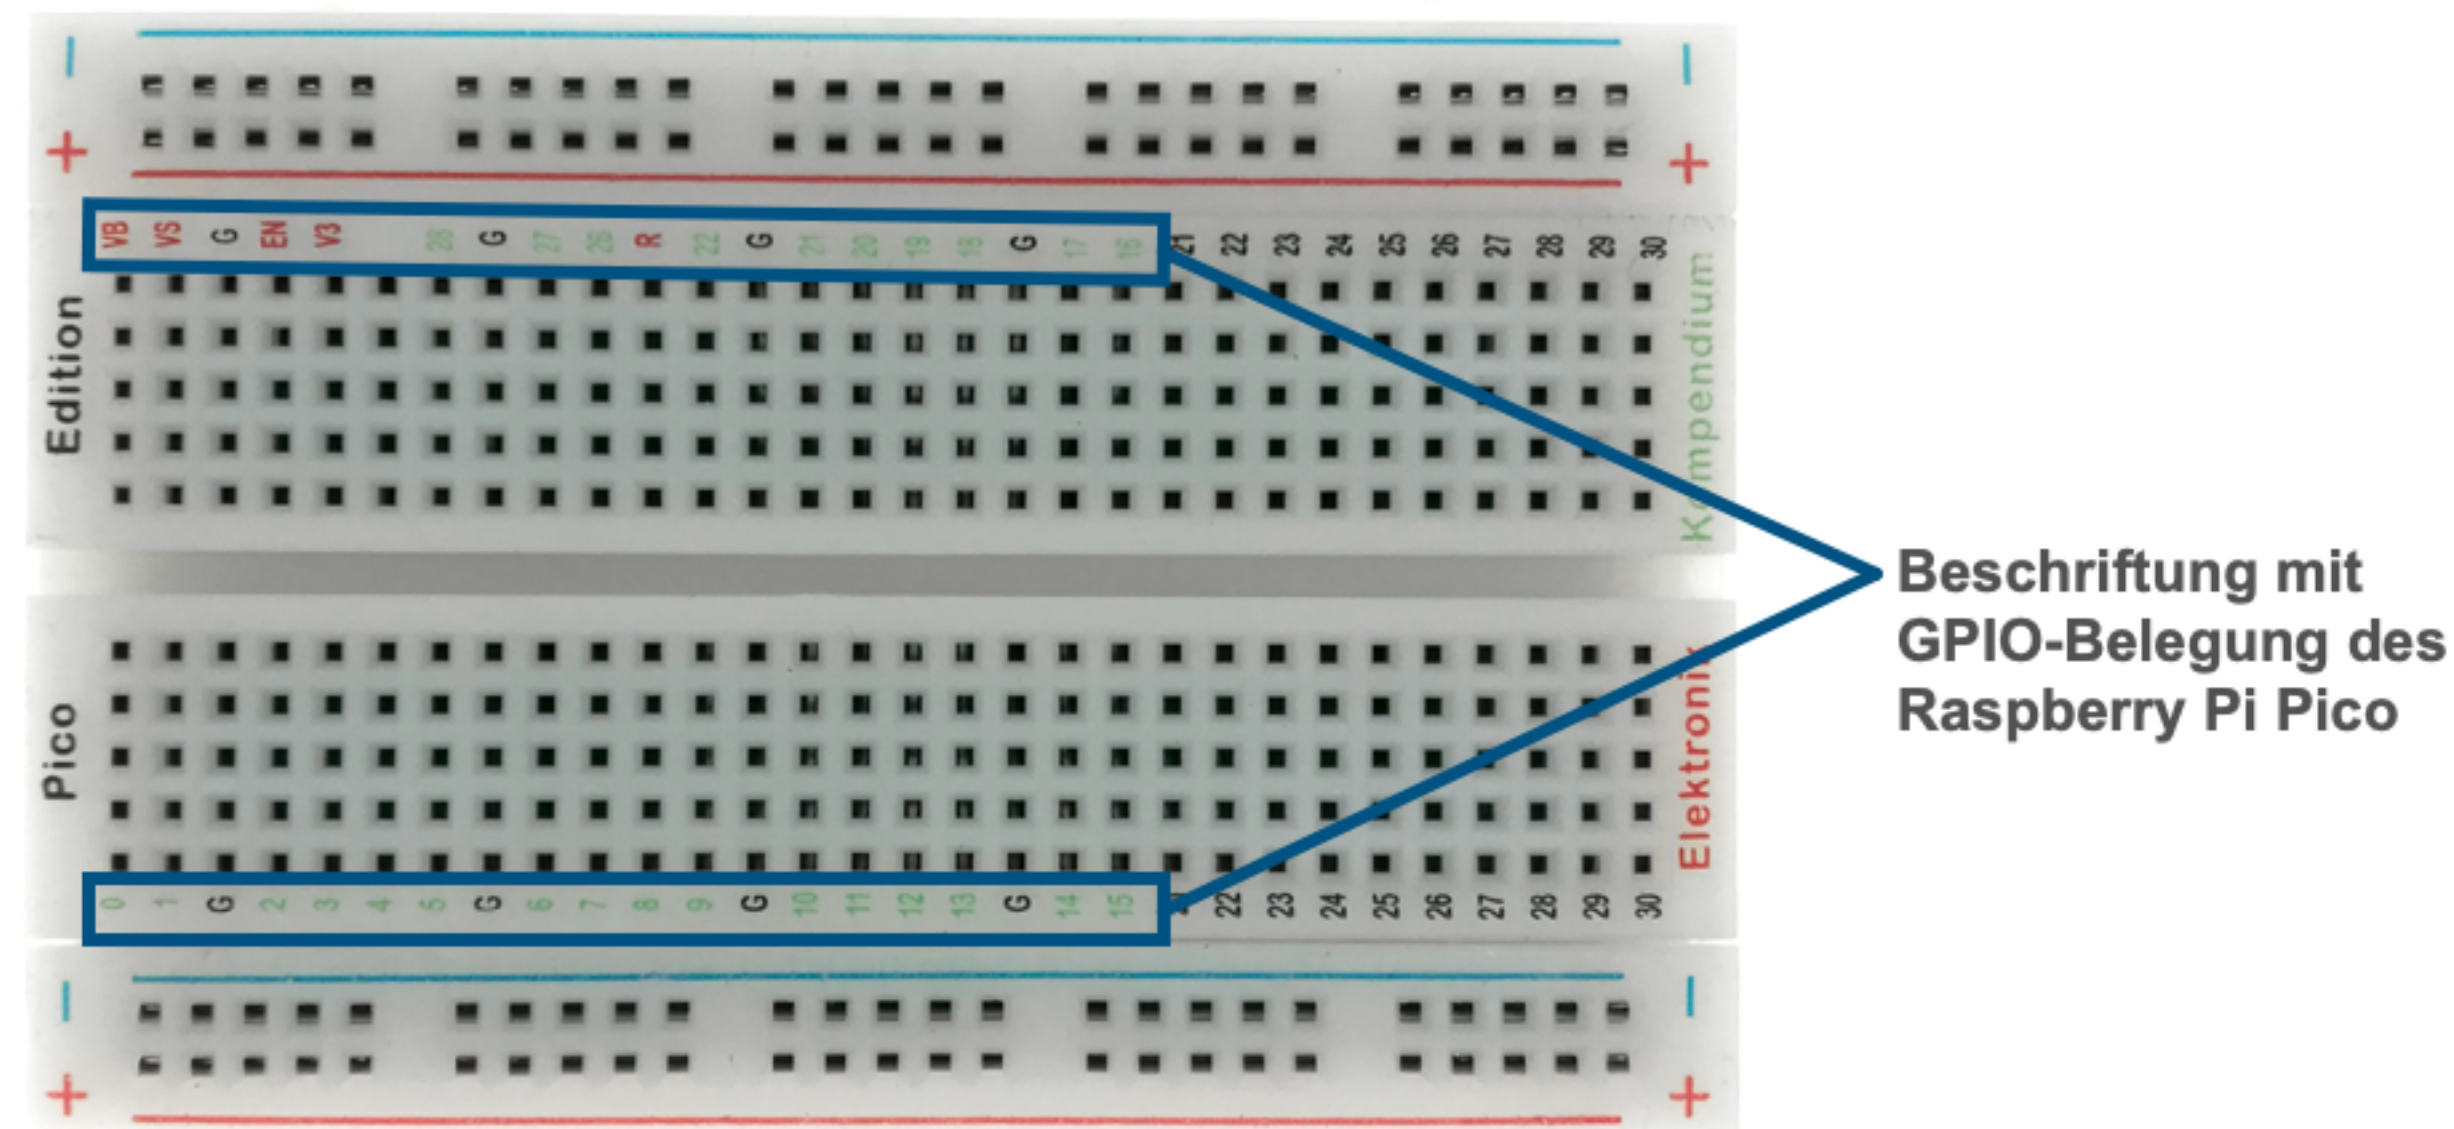 − −
+ +
VB VS G EN V3 28 G 27 26 R 22 G 21 20 19 18 G 17 16 21 22 23 24 25 26 27 28 29 30
Edition
Kompendium
Beschriftung mit
GPIO-Belegung des
Raspberry Pi Pico
Pico
Elektronik
0 1 G 2 3 4 5 G 6 7 8 9 G 10 11 12 13 G 14 15 22 23 24 25 26 27 28 29 30
− −
+ +